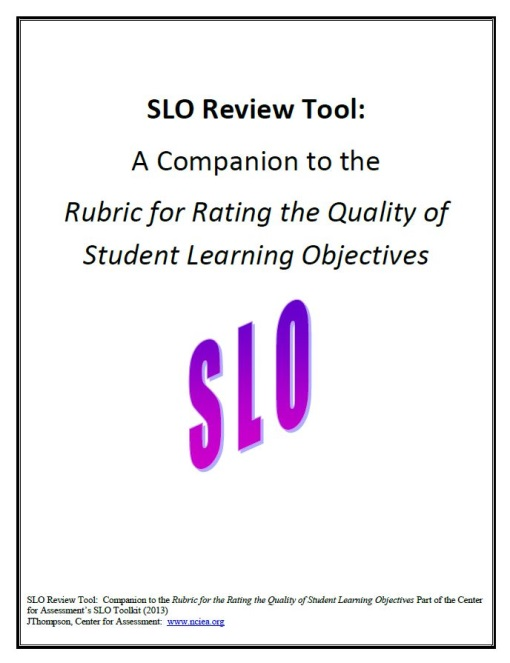 SLO Review Tool:
A Companion to the
Rubric for Rating the Quality of
Student Learning Objectives
SLO
SLO Review Tool:  Companion to the Rubric for the Rating the Quality of Student Learning Objectives Part of the Center
for Assessment's SLO Toolkit (2013)
JThompson, Center for Assessment:  www.nciea.org